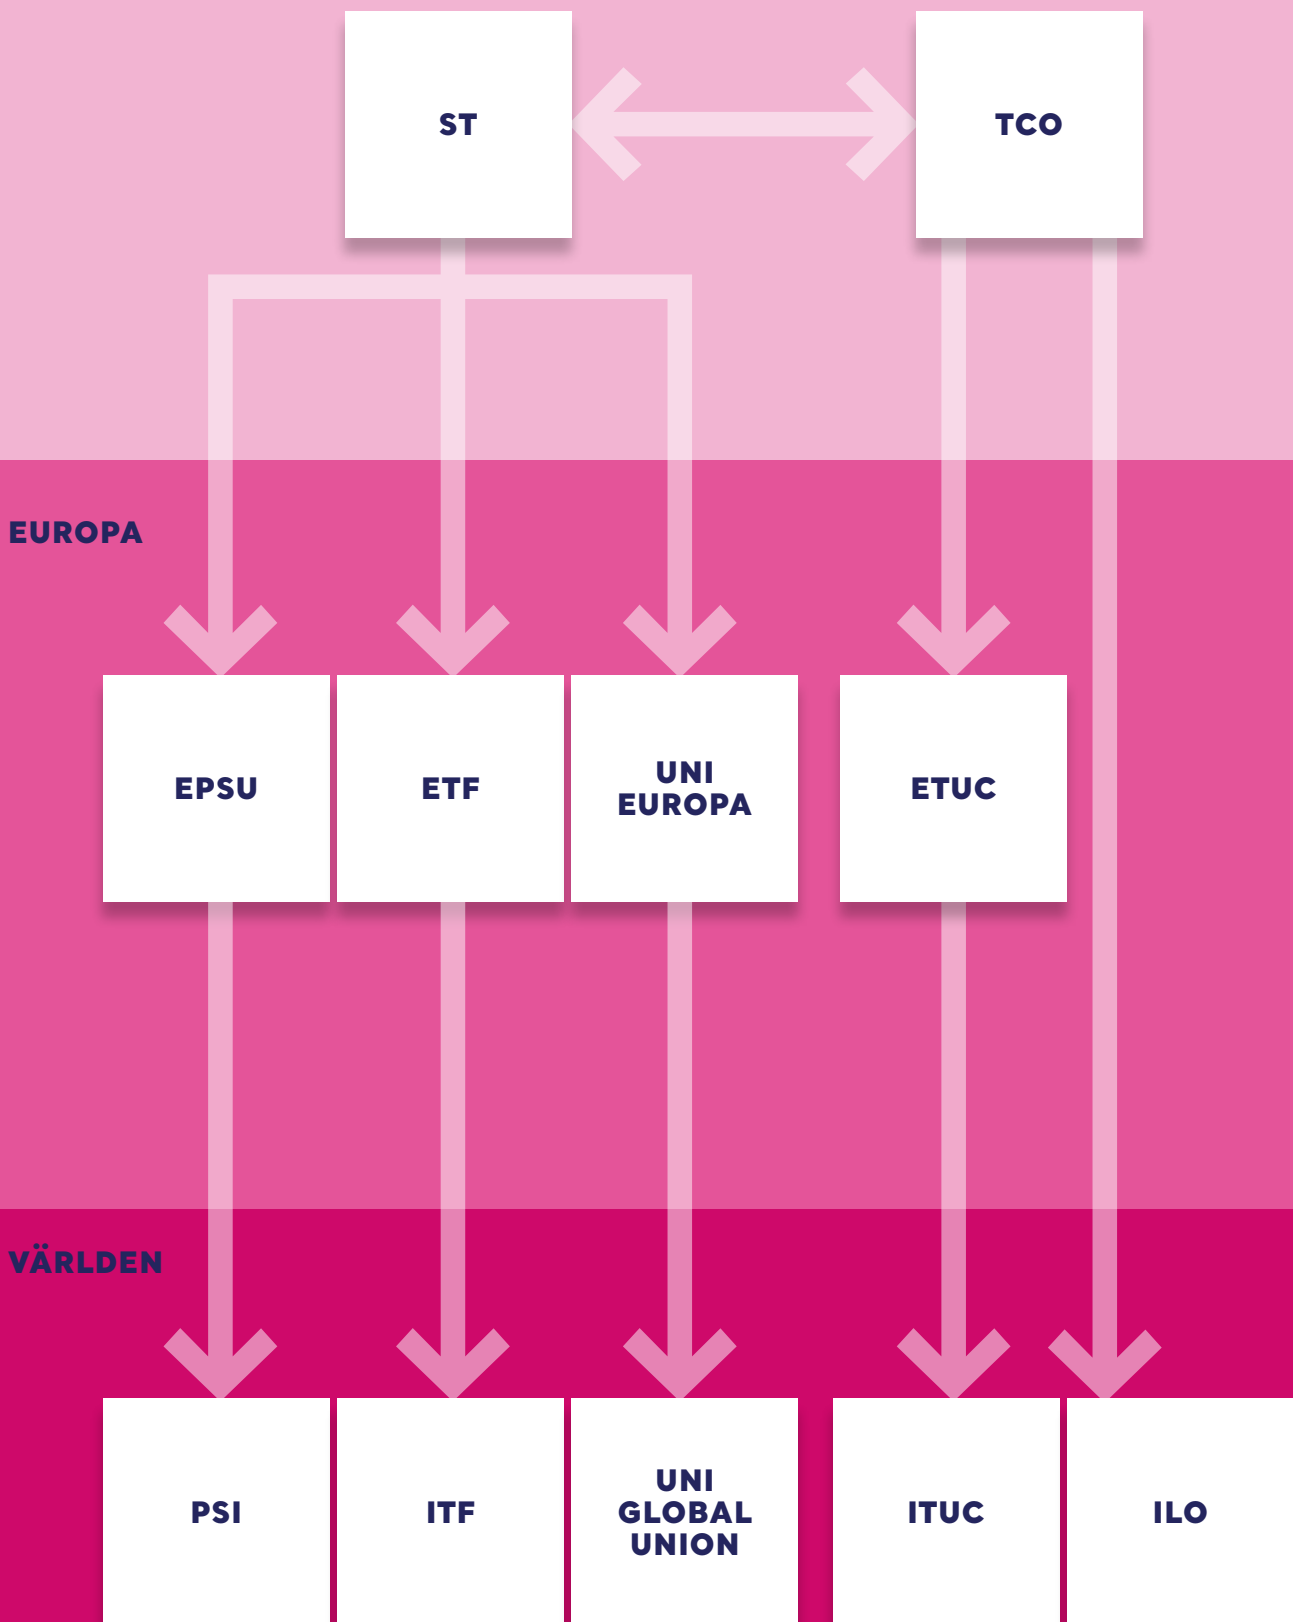 ST
TCO
EUROPA
EPSU
ETF
UNI
EUROPA
ETUC
VÄRLDEN
PSI
ITF
UNI
GLOBAL
UNION
ITUC
ILO